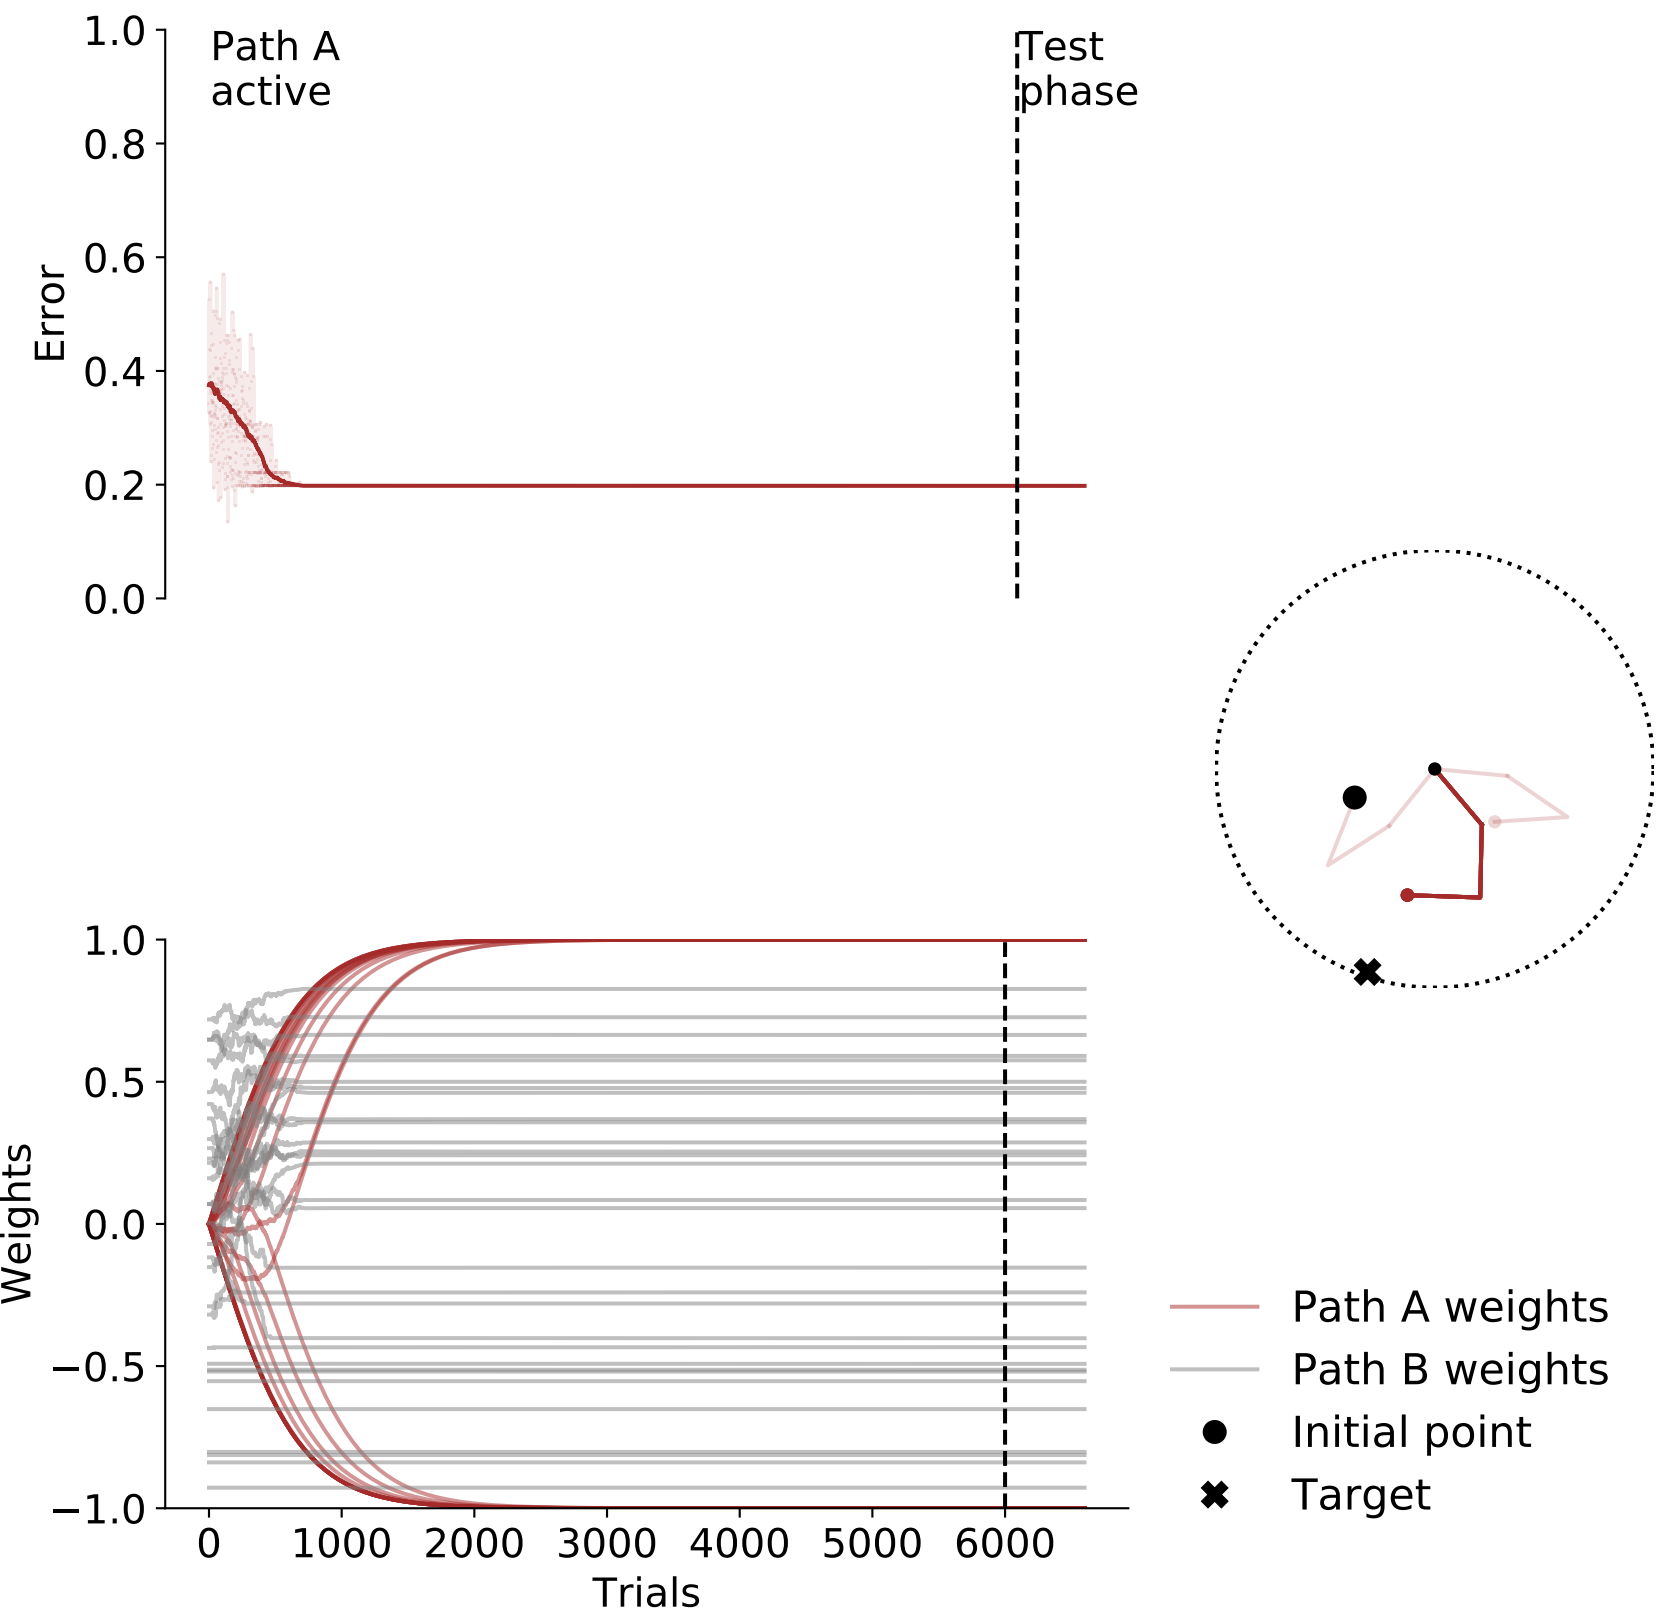 1.0
Path A
active
Test
phase
0.8
0.6
Error
0.4
0.2
0.0
1.0
0.5
Weights
0.0
−0.5
−1.0
0 1000 2000 3000 4000 5000 6000
Trials
Path A weights
Path B weights
Initial point
Target